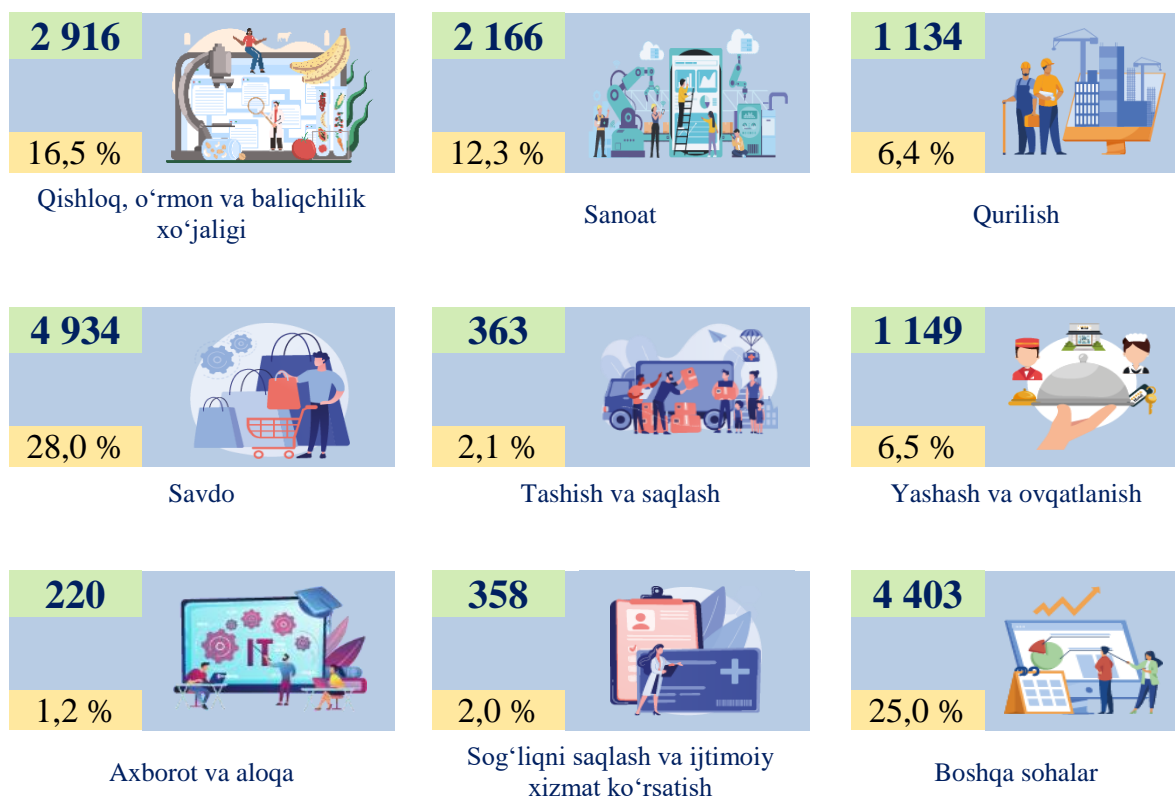 2 916
16,5 %
Qishloq, o‘rmon va baliqchilik
xo‘jaligi
2 166
12,3 %
Sanoat
1 134
6,4 %
Qurilish
4 934
28,0 %
Savdo
363
2,1 %
Tashish va saqlash
1 149
6,5 %
Yashash va ovqatlanish
220
IT
1,2 %
Axborot va aloqa
358
2,0 %
Sog‘liqni saqlash va ijtimoiy
xizmat ko‘rsatish
4 403
25,0 %
Boshqa sohalar